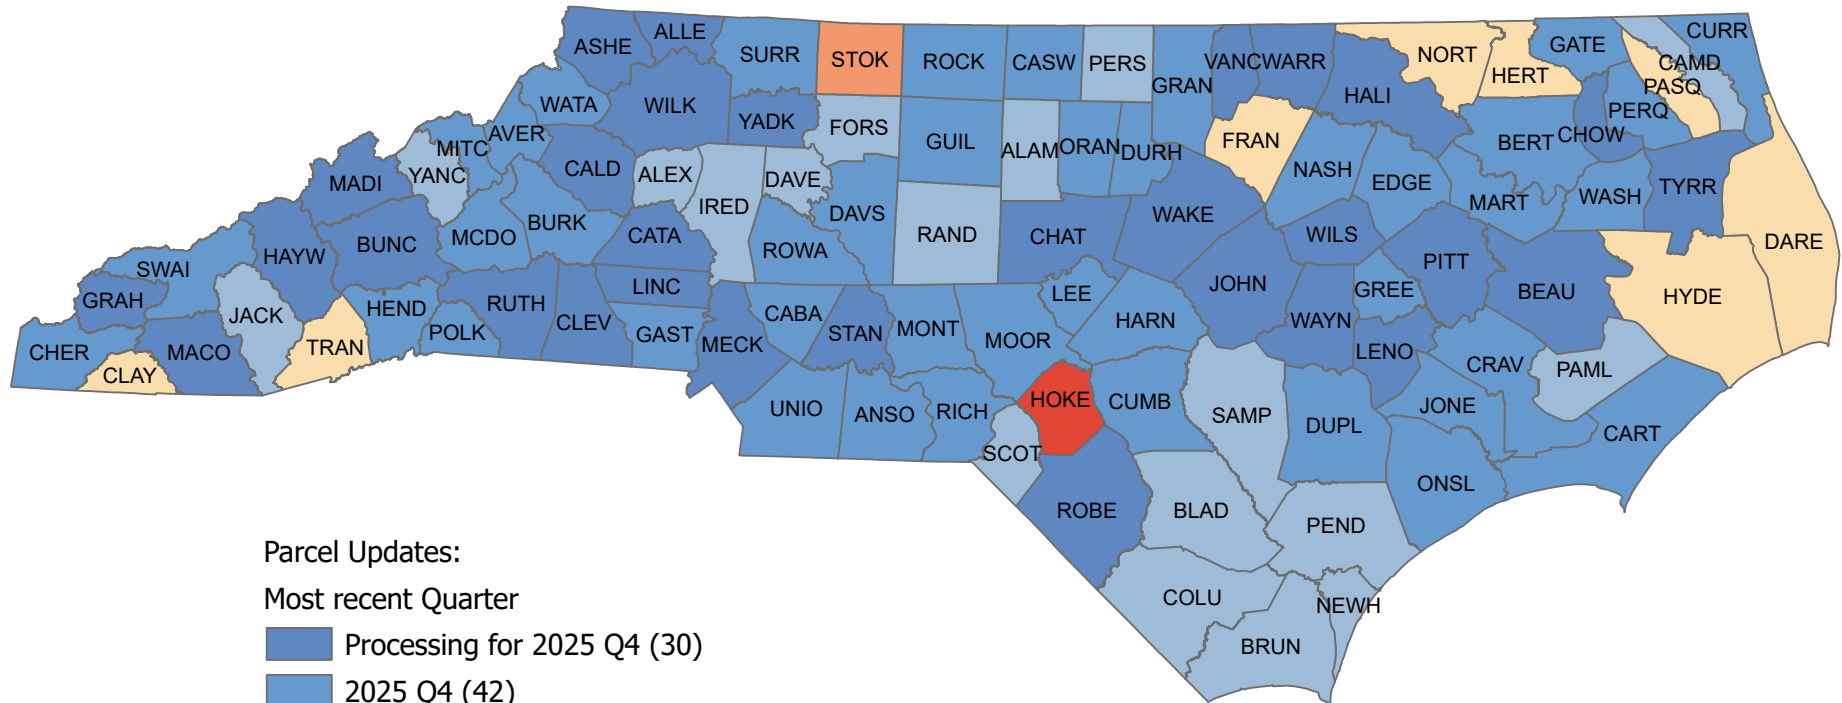 ALLE
ASHE
SURR
STOK
ROCK
CASW
PERS
GRAN
VANC
WARR
NORT
HERT
GATE
CURR
CAMD
PASQ
WATA
WILK
YADK
FORS
HALI
PERQ
CHOW
BERT
AVER
MITC
YANC
MADI
CALD
ALEX
IRED
DAVE
GUIL
ALAM
ORAN
DURH
FRAN
NASH
EDGE
MART
WASH
TYRR
DARE
BURK
MCDO
BUNC
HAYW
SWAI
CATA
ROWA
DAVS
RAND
CHAT
WAKE
WILS
PITT
BEAU
HYDE
GRAH
JACK
HEND
POLK
RUTH
CLEV
LINC
GAST
MECK
CABA
STAN
MONT
MOOR
LEE
HARN
JOHN
WAYN
GREE
LENO
CRAV
PAML
CHER
CLAY
MACO
TRAN
UNIO
ANSO
RICH
HOKE
CUMB
SAMP
DUPL
JONE
CART
SCOT
ROBE
BLAD
PEND
ONSL
COLU
BRUN
NEWH
Parcel Updates:
Most recent Quarter
Processing for 2025 Q4 (30)
2025 Q4 (42)